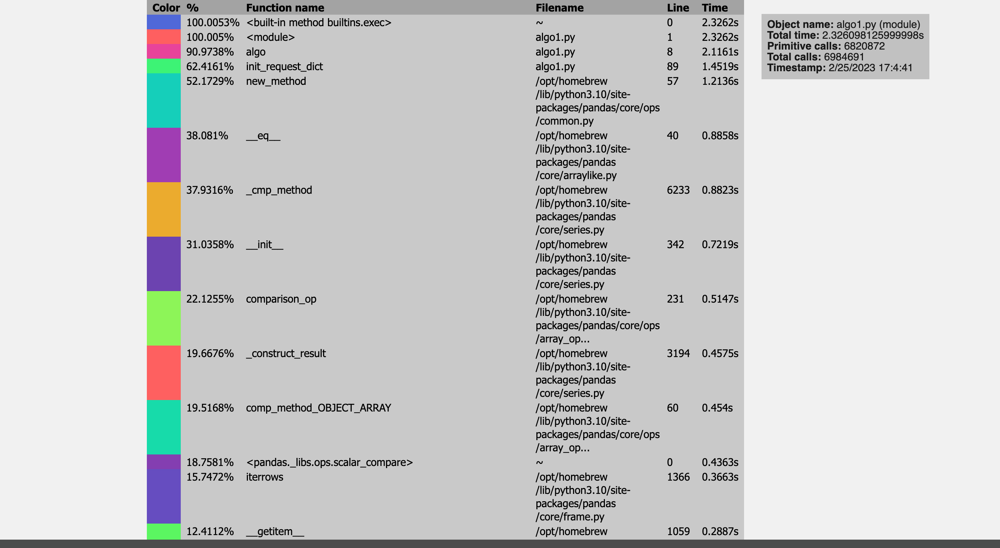 Color % Function name Filename Line Time
100.0053% <built-in method builtins.exec> ~ 0 2.3262s
100.005% <module> algo1.py 1 2.3262s
90.9738% algo algo1.py 8 2.1161s
62.4161% init_request_dict algo1.py 89 1.4519s
52.1729% new_method /opt/homebrew 57 1.2136s
/lib/python3.10/site-
packages/pandas/core/ops
/common.py
38.081% __eq__ /opt/homebrew 40 0.8858s
/lib/python3.10/site-
packages/pandas
/core/arraylike.py
37.9316% _cmp_method /opt/homebrew 6233 0.8823s
/lib/python3.10/site-
packages/pandas
/core/series.py
31.0358% __init__ /opt/homebrew 342 0.7219s
/lib/python3.10/site-
packages/pandas
/core/series.py
22.1255% comparison_op /opt/homebrew 231 0.5147s
/lib/python3.10/site-
packages/pandas/core/ops
/array_op...
19.6676% _construct_result /opt/homebrew 3194 0.4575s
/lib/python3.10/site-
packages/pandas
/core/series.py
19.5168% comp_method_OBJECT_ARRAY /opt/homebrew 60 0.454s
/lib/python3.10/site-
packages/pandas/core/ops
/array_op...
18.7581% <pandas._libs.ops.scalar_compare> ~ 0 0.4363s
15.7472% iterrows /opt/homebrew 1366 0.3663s
/lib/python3.10/site-
packages/pandas
/core/frame.py
12.4112% __getitem__ /opt/homebrew 1059 0.2887s
Object name: algo1.py (module)
Total time: 2.326098125999998s
Primitive calls: 6820872
Total calls: 6984691
Timestamp: 2/25/2023 17:4:41